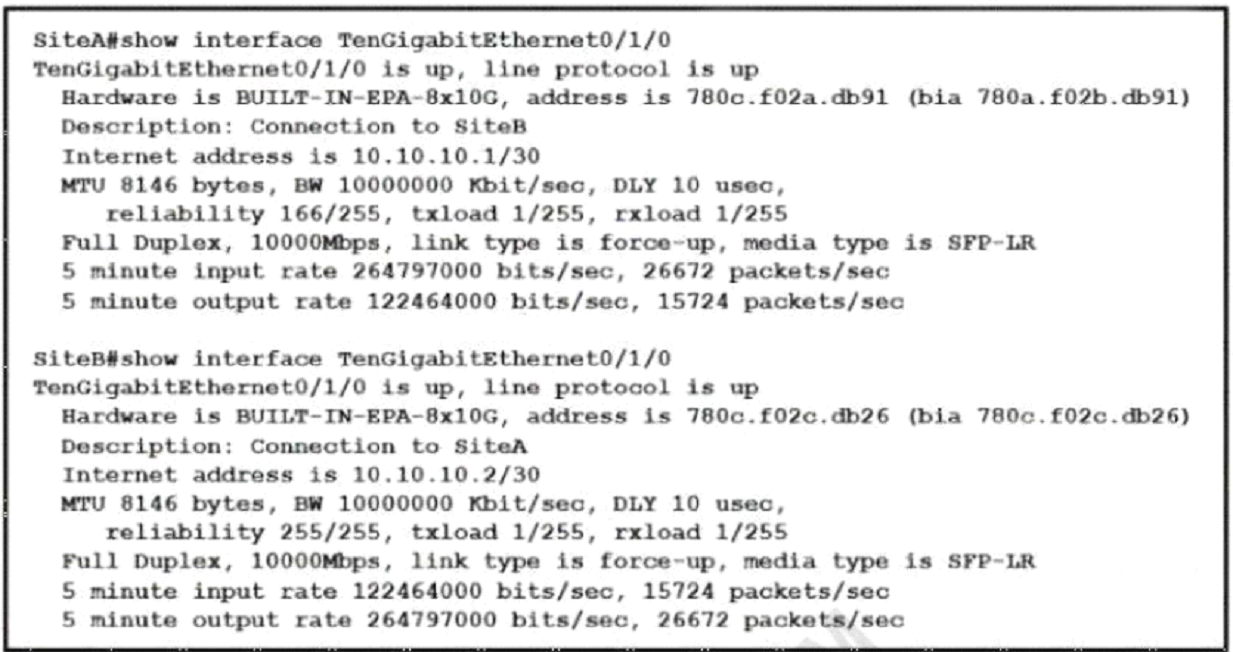 SiteA#show interface TenGigabitEthernet0/1/0
TenGigabitEthernet0/1/0 is up, line protocol is up
Hardware is BUILT-IN-EPA-8x10G, address is 780c.f02a.db91 (bia 780a.f02b.db91)
Description: Connection to SiteB
Internet address is 10.10.10.1/30
MTU 8146 bytes, BW 10000000 Kbit/sec, DLY 10 usec,
reliability 166/255, txload 1/255, rxload 1/255
Full Duplex, 10000Mbps, link type is force-up, media type is SFP-LR
5 minute input rate 264797000 bits/sec, 26672 packets/sec
5 minute output rate 122464000 bits/sec, 15724 packets/sec
SiteB#show interface TenGigabitEthernet0/1/0
TenGigabitEthernet0/1/0 is up, line protocol is up
Hardware is BUILT-IN-EPA-8x10G, address is 780c.f02c.db26 (bia 780c.f02c.db26)
Description: Connection to SiteA
Internet address is 10.10.10.2/30
MTU 8146 bytes, BW 10000000 Kbit/sec, DLY 10 usec,
reliability 255/255, txload 1/255, rxload 1/255
Full Duplex, 10000Mbps, link type is force-up, media type is SFP-LR
5 minute input rate 122464000 bits/sec, 15724 packets/sec
5 minute output rate 264797000 bits/sec, 26672 packets/sec